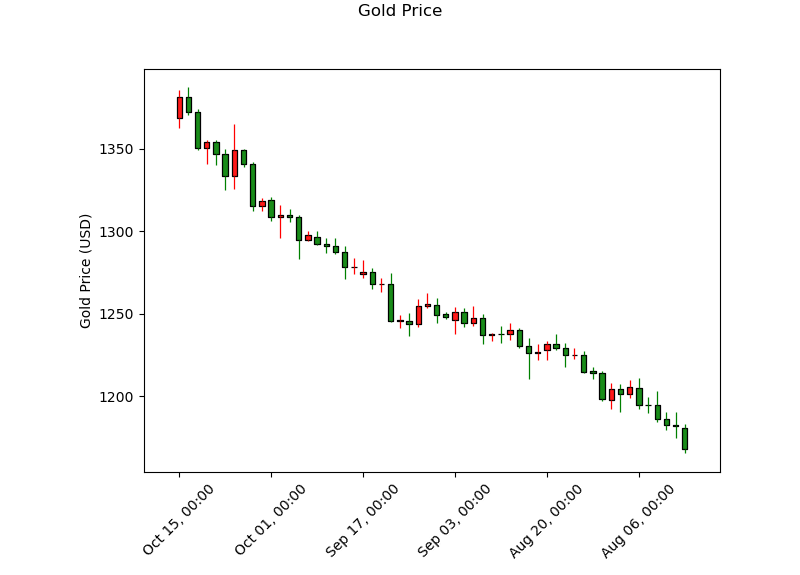 Gold Price
Gold Price (USD)
1350
1300
1250
1200
Oct 15, 00:00
Oct 01, 00:00
Sep 17, 00:00
Sep 03, 00:00
Aug 20, 00:00
Aug 06, 00:00